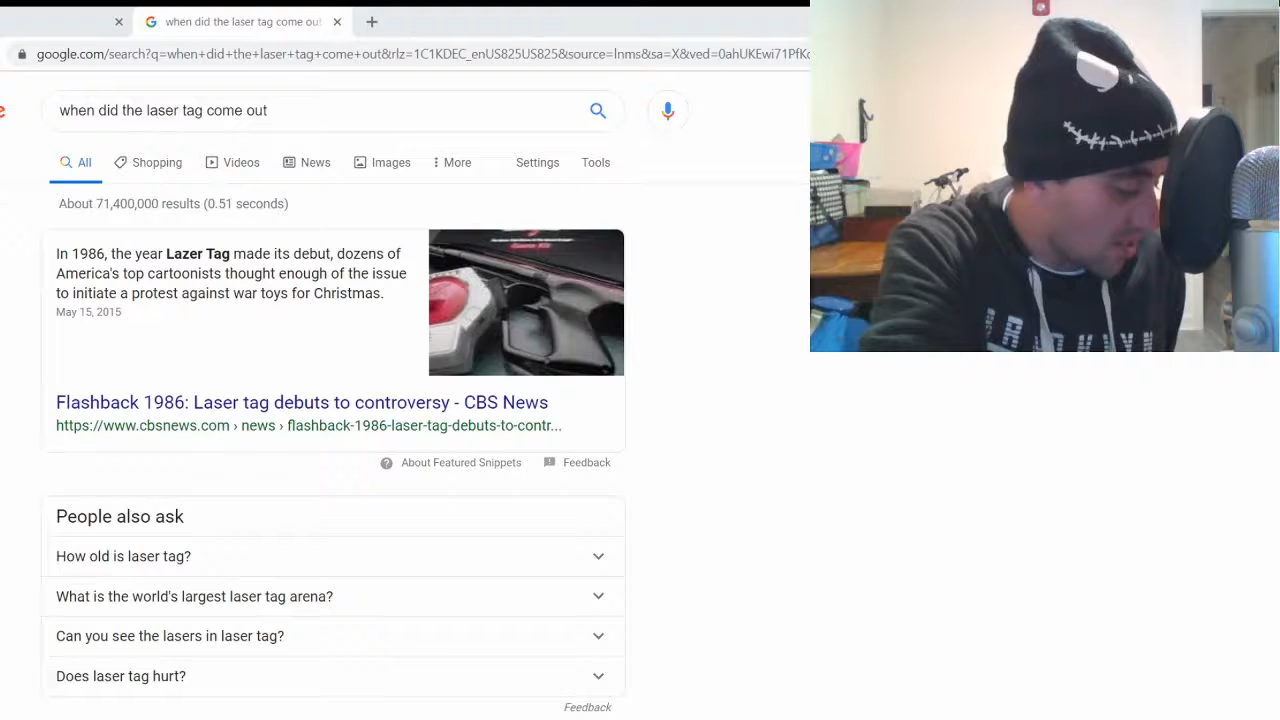 when did the laser tag come out
google.com/search?q=when+did+the+laser+tag+come+out&rlz=1C1KDEC_enUS825US825&source=lnms&sa=X&ved=0ahUKEwi71PfK
when did the laser tag come out
All Shopping Videos News Images More Settings Tools
About 71,400,000 results (0.51 seconds)
In 1986, the year Lazer Tag made its debut, dozens of
America's top cartoonists thought enough of the issue
to initiate a protest against war toys for Christmas.
May 15, 2015
Flashback 1986: Laser tag debuts to controversy - CBS News
https://www.cbsnews.com › news › flashback-1986-laser-tag-debuts-to-contr...
About Featured Snippets Feedback
People also ask
How old is laser tag?
What is the world's largest laser tag arena?
Can you see the lasers in laser tag?
Does laser tag hurt?
Feedback